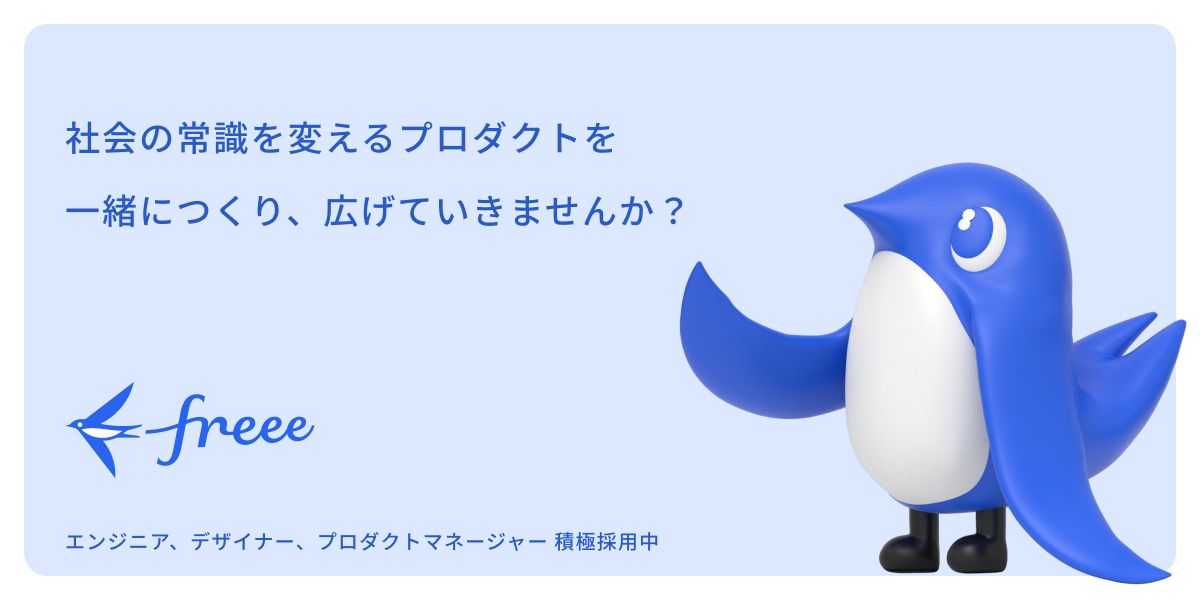 社会の常識を変えるプロダクトを
一緒につくり、広げていきませんか？
freee
エンジニア、デザイナー、プロダクトマネージャー 積極採用中